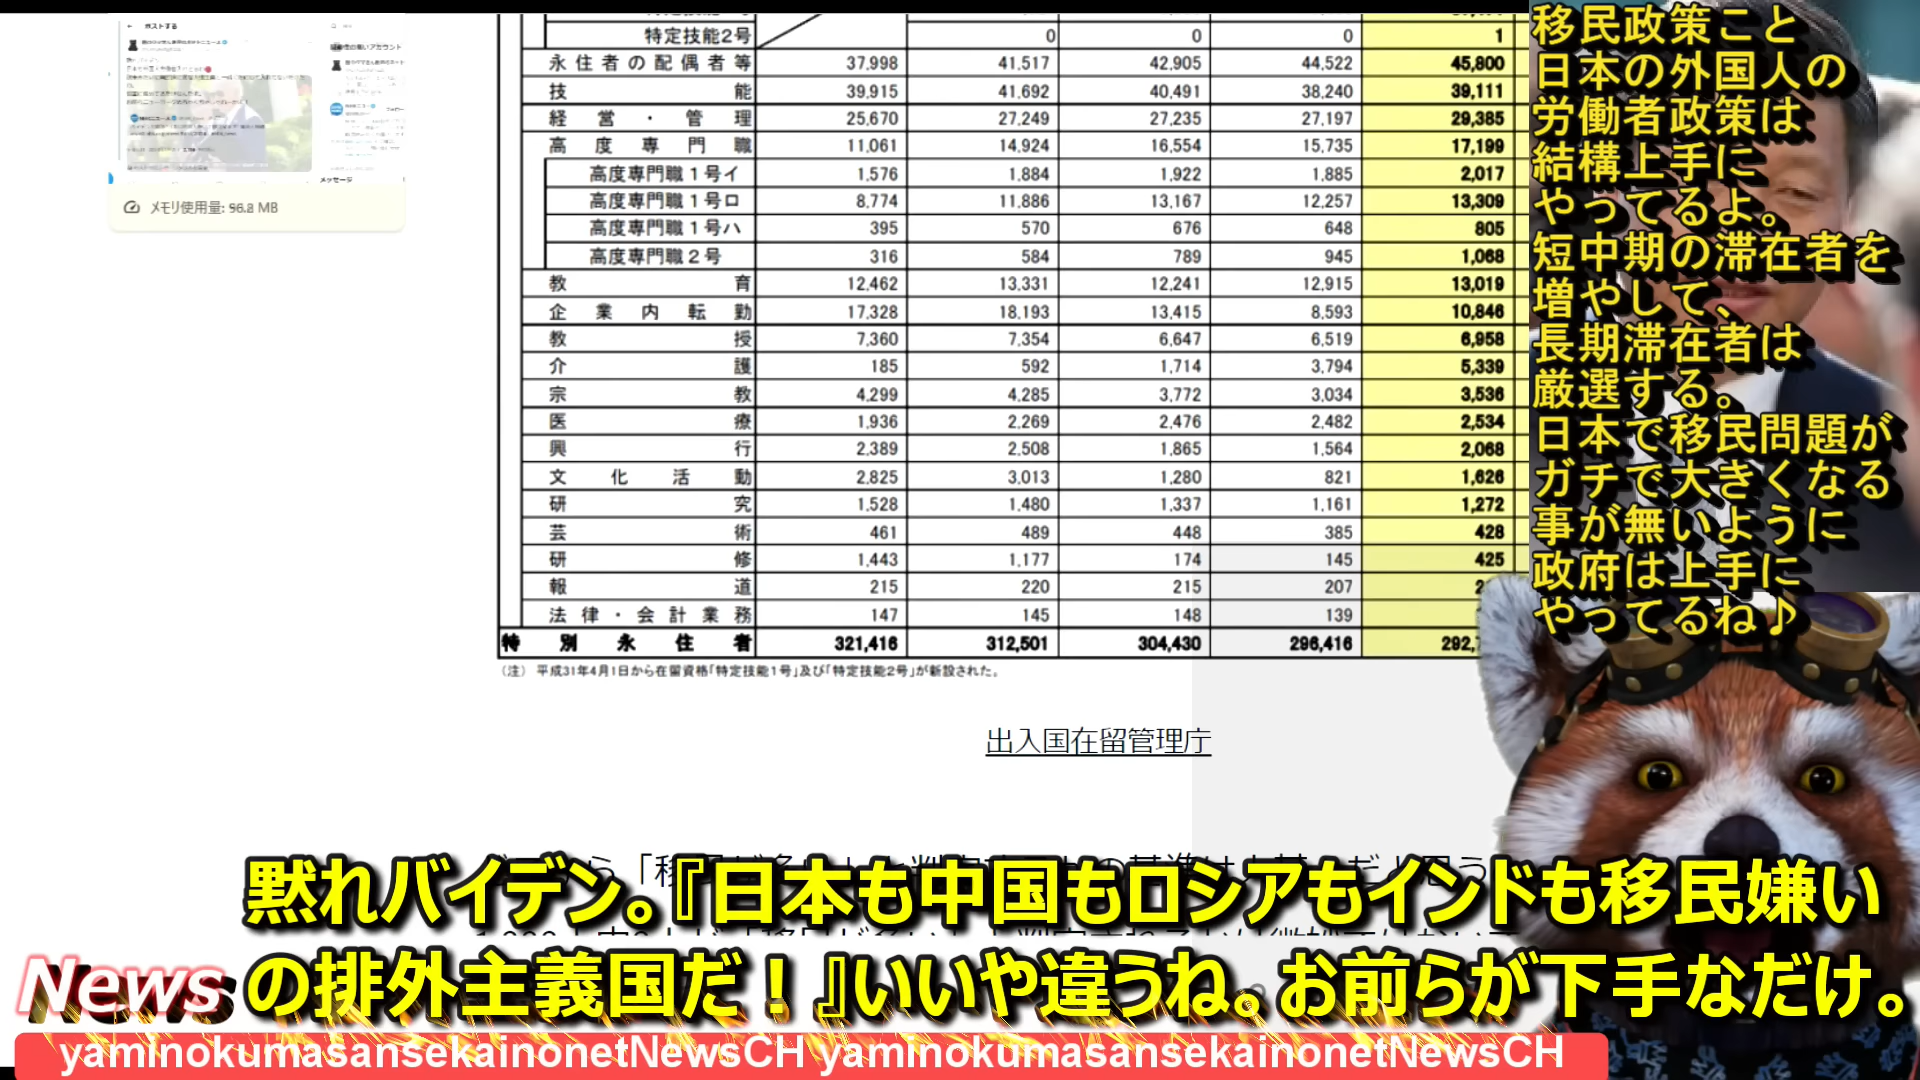 ポストする
メモリ使用量: 96.2 MB
特定技能2号 0 0 0 1
永住者の配偶者等 37,998 41,517 42,905 44,522 45,800
技能 39,915 41,692 40,491 38,240 39,111
経営・管理 25,670 27,249 27,235 27,197 29,385
高度専門職 11,061 14,924 16,554 15,735 17,199
高度専門職1号イ 1,576 1,884 1,922 1,885 2,017
高度専門職1号ロ 8,774 11,886 13,167 12,257 13,309
高度専門職1号ハ 395 570 676 648 805
高度専門職2号 316 584 789 945 1,068
教育 12,462 13,331 12,241 12,915 13,019
企業内転勤 17,328 18,193 13,415 8,593 10,846
教授 7,360 7,354 6,647 6,519 6,958
介護 185 592 1,714 3,794 5,339
宗教 4,299 4,285 3,772 3,034 3,536
医療 1,936 2,269 2,476 2,482 2,534
興行 2,389 2,508 1,865 1,564 2,068
文化活動 2,825 3,013 1,280 821 1,626
研究 1,528 1,480 1,337 1,161 1,272
芸術 461 489 448 385 428
研修 1,443 1,177 174 145 425
報道 215 220 215 207
法律・会計業務 147 145 148 139
特別永住者 321,416 312,501 304,430 296,416
(注) 平成31年4月1日から在留資格「特定技能1号」及び「特定技能2号」が新設された。
出入国在留管理庁
移民政策こと
日本の外国人の
労働者政策は
結構上手に
やってるよ。
短中期の滞在者を
増やして、
長期滞在者は
厳選する。
日本で移民問題が
ガチで大きくなる
事が無いように
政府は上手に
やってるね♪
黙れバイデン。『日本も中国もロシアもインドも移民嫌い
の排外主義国だ！』いいや違うね。お前らが下手なだけ。
News
yaminokumasansekainonetNewsCH yaminokumasansekainonetNewsCH